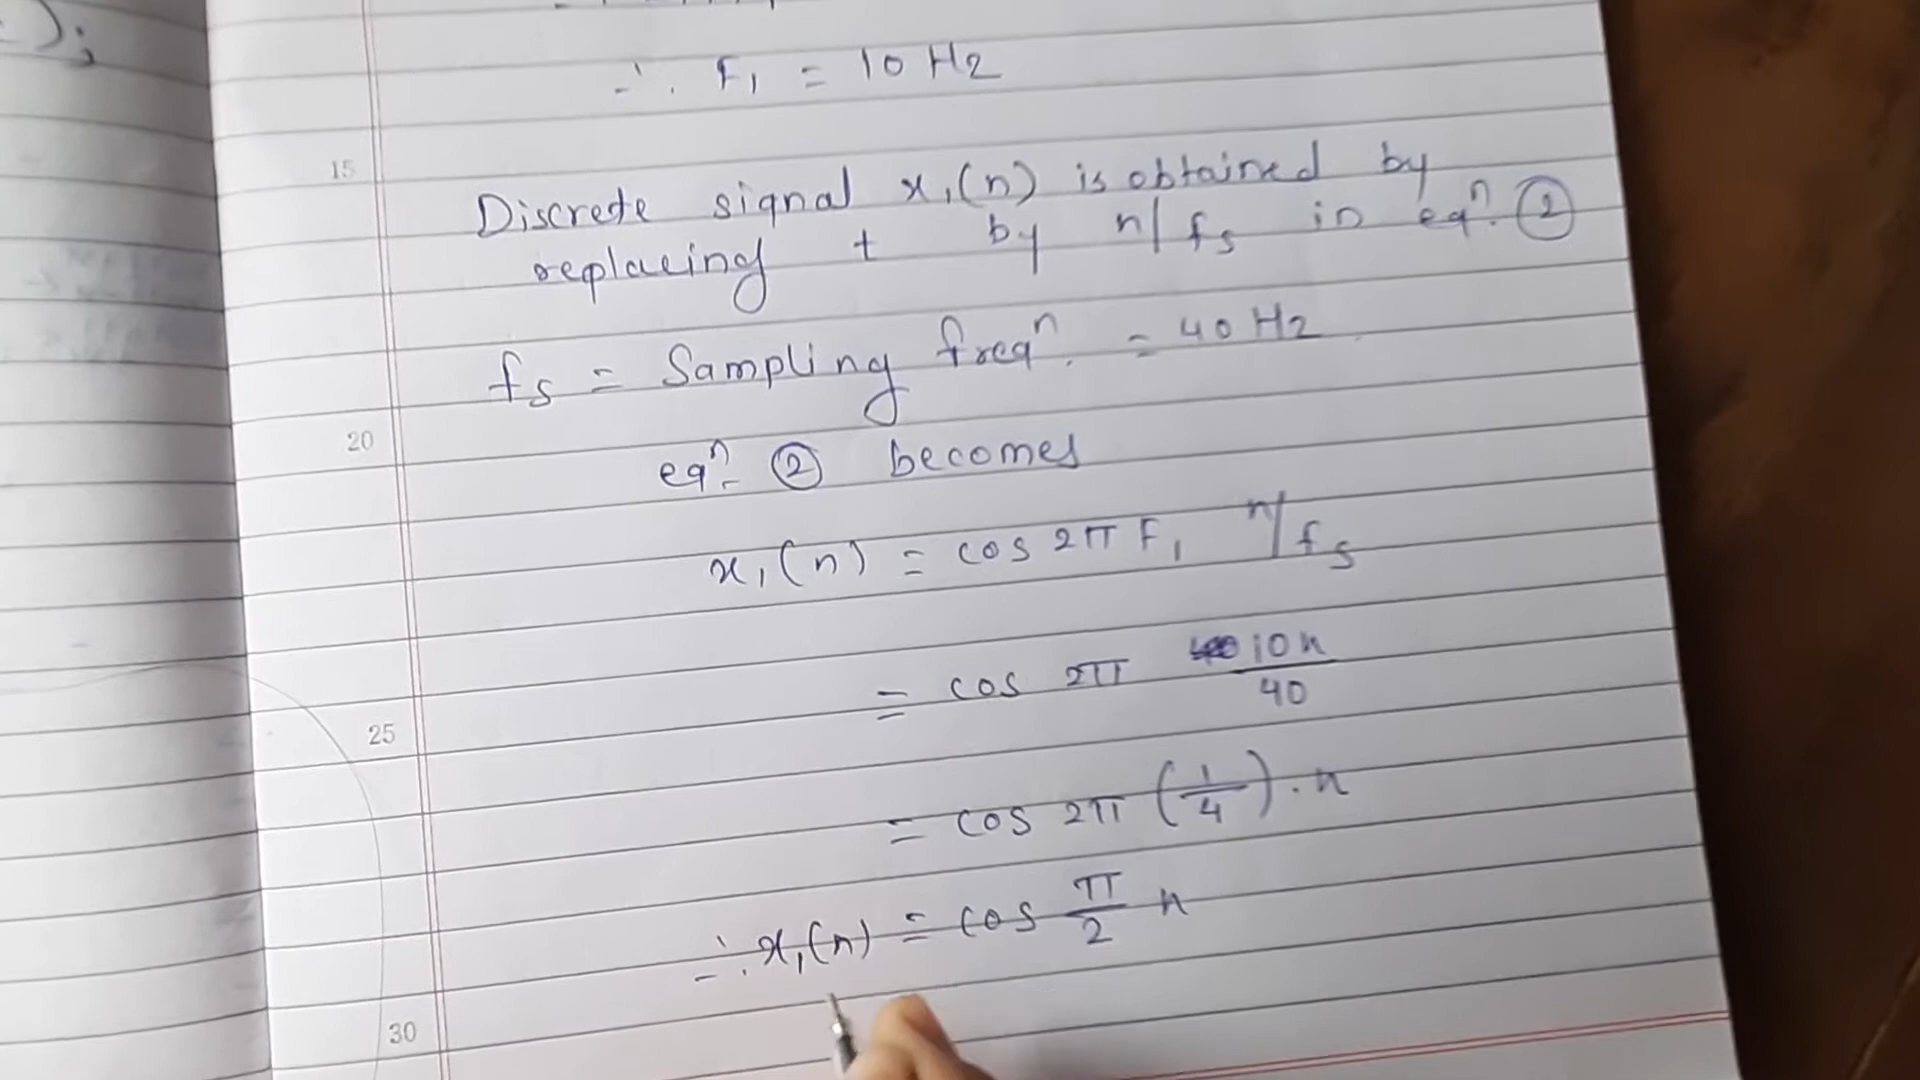 );
∴ F₁ = 10 Hz
15
Discrete signal x₁(n) is obtained by
replacing t by n/fs in eqⁿ. ②
fs = Sampling freqⁿ. = 40 Hz
20
eqⁿ. ② becomes
x₁(n) = cos 2π F₁ n/fs
= cos 2π 10n/40
25
= cos 2π (1/4) . n
∴ x₁(n) = cos π/2 n
30